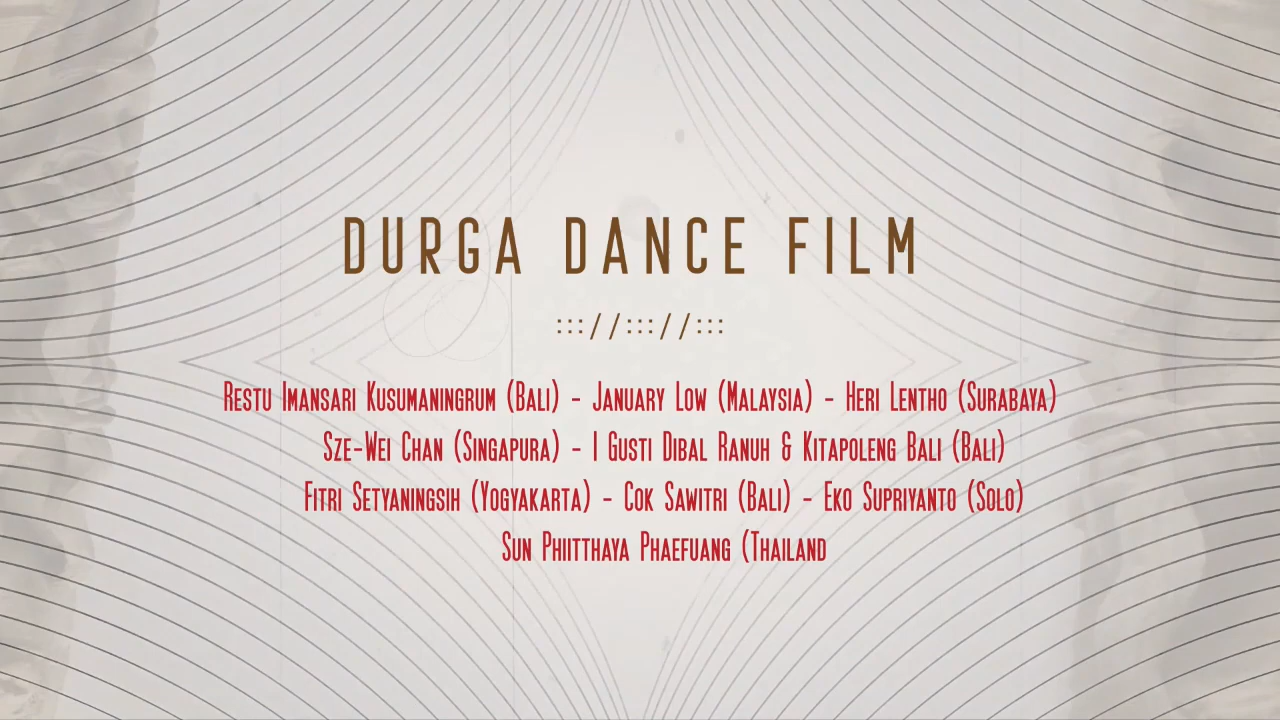 DURGA DANCE FILM
::://:::// :::
Restu Imansari Kusumaningrum (Bali) - January Low (Malaysia) - Heri Lentho (Surabaya)
Sze-Wei Chan (Singapura) - I Gusti Dibal Ranuh & Kitapoleng Bali (Bali)
Fitri Setyaningsih (Yogyakarta) - Cok Sawitri (Bali) - Eko Supriyanto (Solo)
Sun Phiitthaya Phaefuang (Thailand